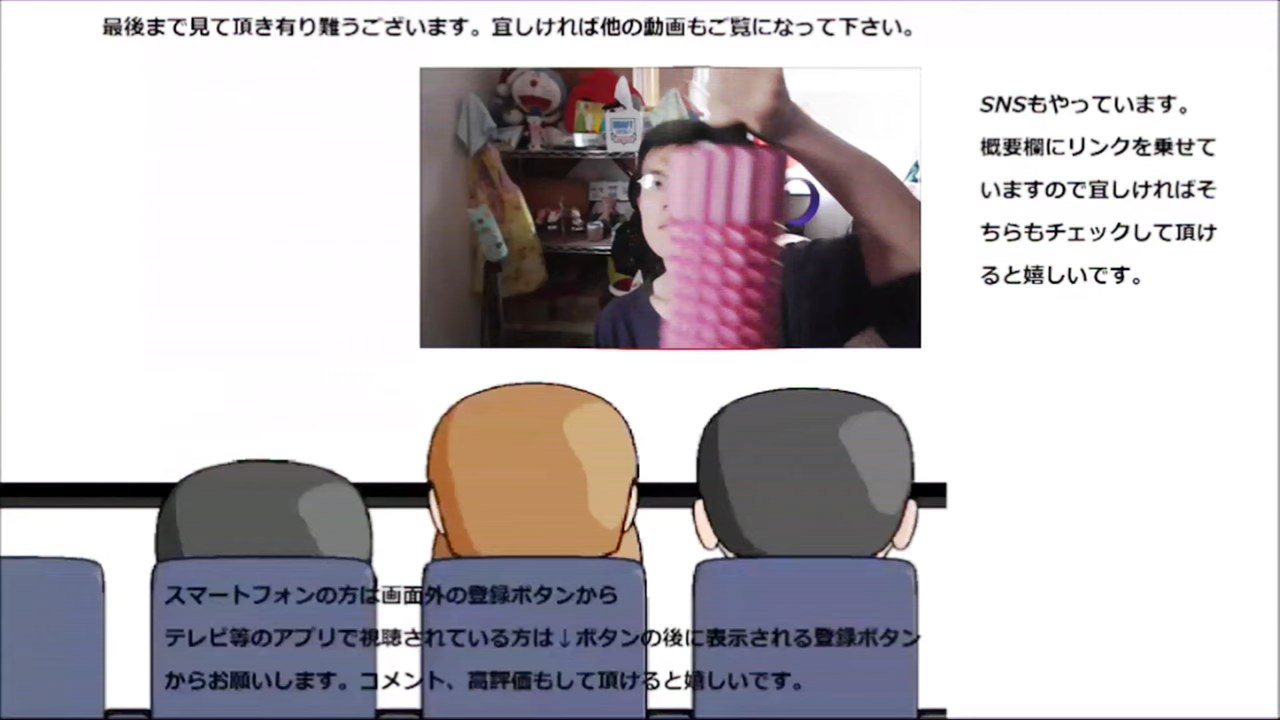 最後まで見て頂き有り難うございます。宜しければ他の動画もご覧になって下さい。
SNSもやっています。
概要欄にリンクを乗せて
いますので宜しければそ
ちらもチェックして頂け
ると嬉しいです。
スマートフォンの方は画面外の登録ボタンから
テレビ等のアプリで視聴されている方は↓ボタンの後に表示される登録ボタン
からお願いします。コメント、高評価もして頂けると嬉しいです。